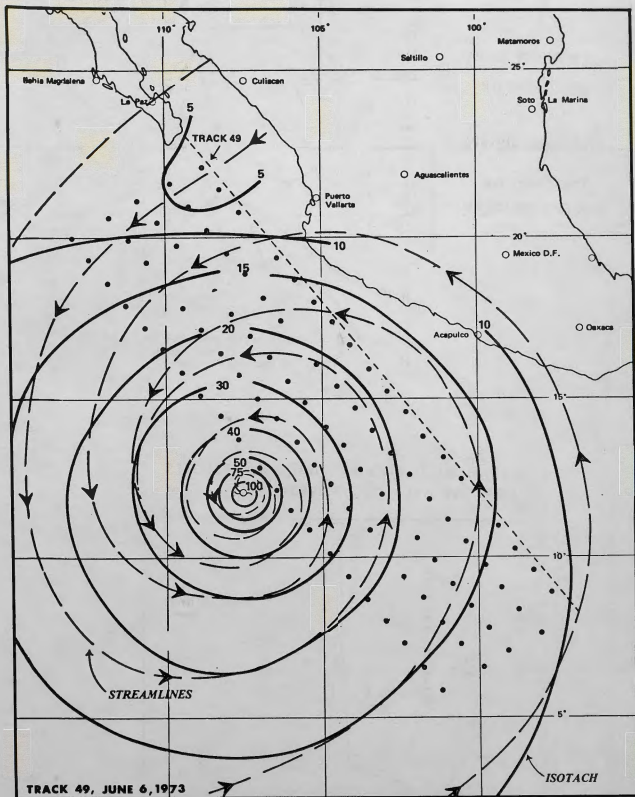 110°
105°
100°
Matamoros
Saltillo
25°
Bahia Magdalena
Culiacan
La Paz
Soto La Marina
5
TRACK 49
5
Aguascalientes
Puerto
Vallarta
20°
10
Mexico D.F.
15
20
Acapulco
10
Oaxaca
30
15°
40
50
75
100
10°
STREAMLINES
5°
ISOTACH
TRACK 49, JUNE 6, 1973